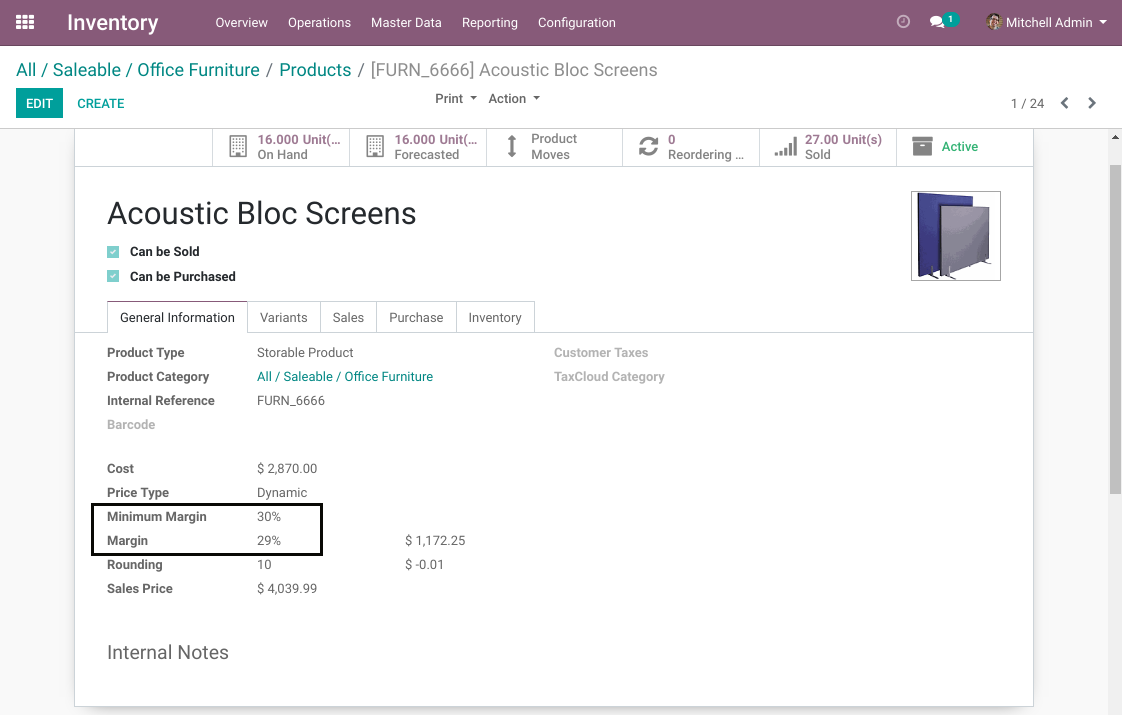 Inventory Overview Operations Master Data Reporting Configuration 1 Mitchell Admin
All / Saleable / Office Furniture / Products / [FURN_6666] Acoustic Bloc Screens
EDIT CREATE Print Action 1 / 24
16.000 Unit(... On Hand
16.000 Unit(... Forecasted
Product Moves
0 Reordering ...
27.00 Unit(s) Sold
Active
Acoustic Bloc Screens
Can be Sold
Can be Purchased
General Information Variants Sales Purchase Inventory
Product Type Storable Product Customer Taxes
Product Category All / Saleable / Office Furniture TaxCloud Category
Internal Reference FURN_6666
Barcode
Cost $ 2,870.00
Price Type Dynamic
Minimum Margin 30%
Margin 29% $ 1,172.25
Rounding 10 $ -0.01
Sales Price $ 4,039.99
Internal Notes